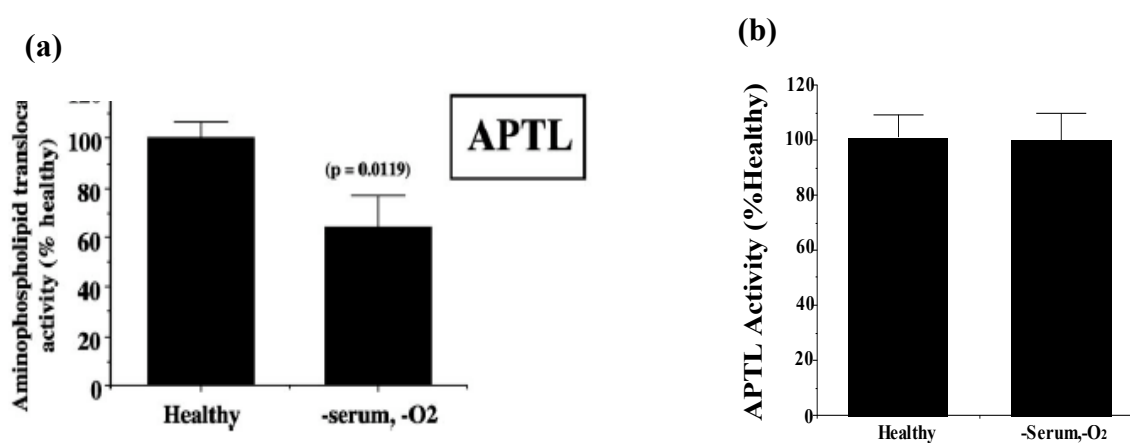 (a)
Aminophospholipid transloca
activity (% healthy)
120
100
80
60
40
20
0
(p = 0.0119)
APTL
Healthy
-serum, -O2
(b)
APTL Activity (%Healthy)
120
100
80
60
40
20
0
Healthy
-Serum,-O2